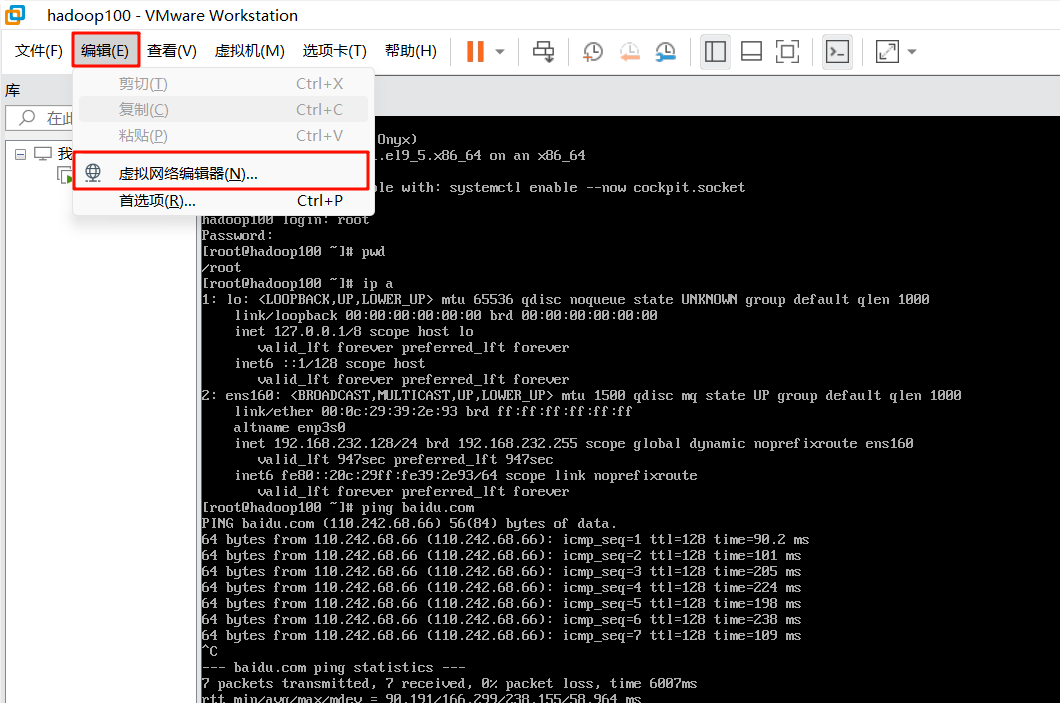 hadoop100 - VMware Workstation
文件(F) 编辑(E) 查看(V) 虚拟机(M) 选项卡(T) 帮助(H)
剪切(T) Ctrl+X
复制(C) Ctrl+C
粘贴(P) Ctrl+V
虚拟网络编辑器(N)...
首选项(R)... Ctrl+P
库
在此
我
Onyx)
.el9_5.x86_64 on an x86_64
le with: systemctl enable --now cockpit.socket
hadoop100 login: root
Password:
[root@hadoop100 ~]# pwd
/root
[root@hadoop100 ~]# ip a
1: lo: <LOOPBACK,UP,LOWER_UP> mtu 65536 qdisc noqueue state UNKNOWN group default qlen 1000
link/loopback 00:00:00:00:00:00 brd 00:00:00:00:00:00
inet 127.0.0.1/8 scope host lo
valid_lft forever preferred_lft forever
inet6 ::1/128 scope host
valid_lft forever preferred_lft forever
2: ens160: <BROADCAST,MULTICAST,UP,LOWER_UP> mtu 1500 qdisc mq state UP group default qlen 1000
link/ether 00:0c:29:39:2e:93 brd ff:ff:ff:ff:ff:ff
altname enp3s0
inet 192.168.232.128/24 brd 192.168.232.255 scope global dynamic noprefixroute ens160
valid_lft 947sec preferred_lft 947sec
inet6 fe80::20c:29ff:fe39:2e93/64 scope link noprefixroute
valid_lft forever preferred_lft forever
[root@hadoop100 ~]# ping baidu.com
PING baidu.com (110.242.68.66) 56(84) bytes of data.
64 bytes from 110.242.68.66 (110.242.68.66): icmp_seq=1 ttl=128 time=90.2 ms
64 bytes from 110.242.68.66 (110.242.68.66): icmp_seq=2 ttl=128 time=101 ms
64 bytes from 110.242.68.66 (110.242.68.66): icmp_seq=3 ttl=128 time=205 ms
64 bytes from 110.242.68.66 (110.242.68.66): icmp_seq=4 ttl=128 time=224 ms
64 bytes from 110.242.68.66 (110.242.68.66): icmp_seq=5 ttl=128 time=198 ms
64 bytes from 110.242.68.66 (110.242.68.66): icmp_seq=6 ttl=128 time=238 ms
64 bytes from 110.242.68.66 (110.242.68.66): icmp_seq=7 ttl=128 time=109 ms
^C
--- baidu.com ping statistics ---
7 packets transmitted, 7 received, 0% packet loss, time 6007ms
rtt min/avg/max/mdev = 90.191/166.299/238.155/58.964 ms